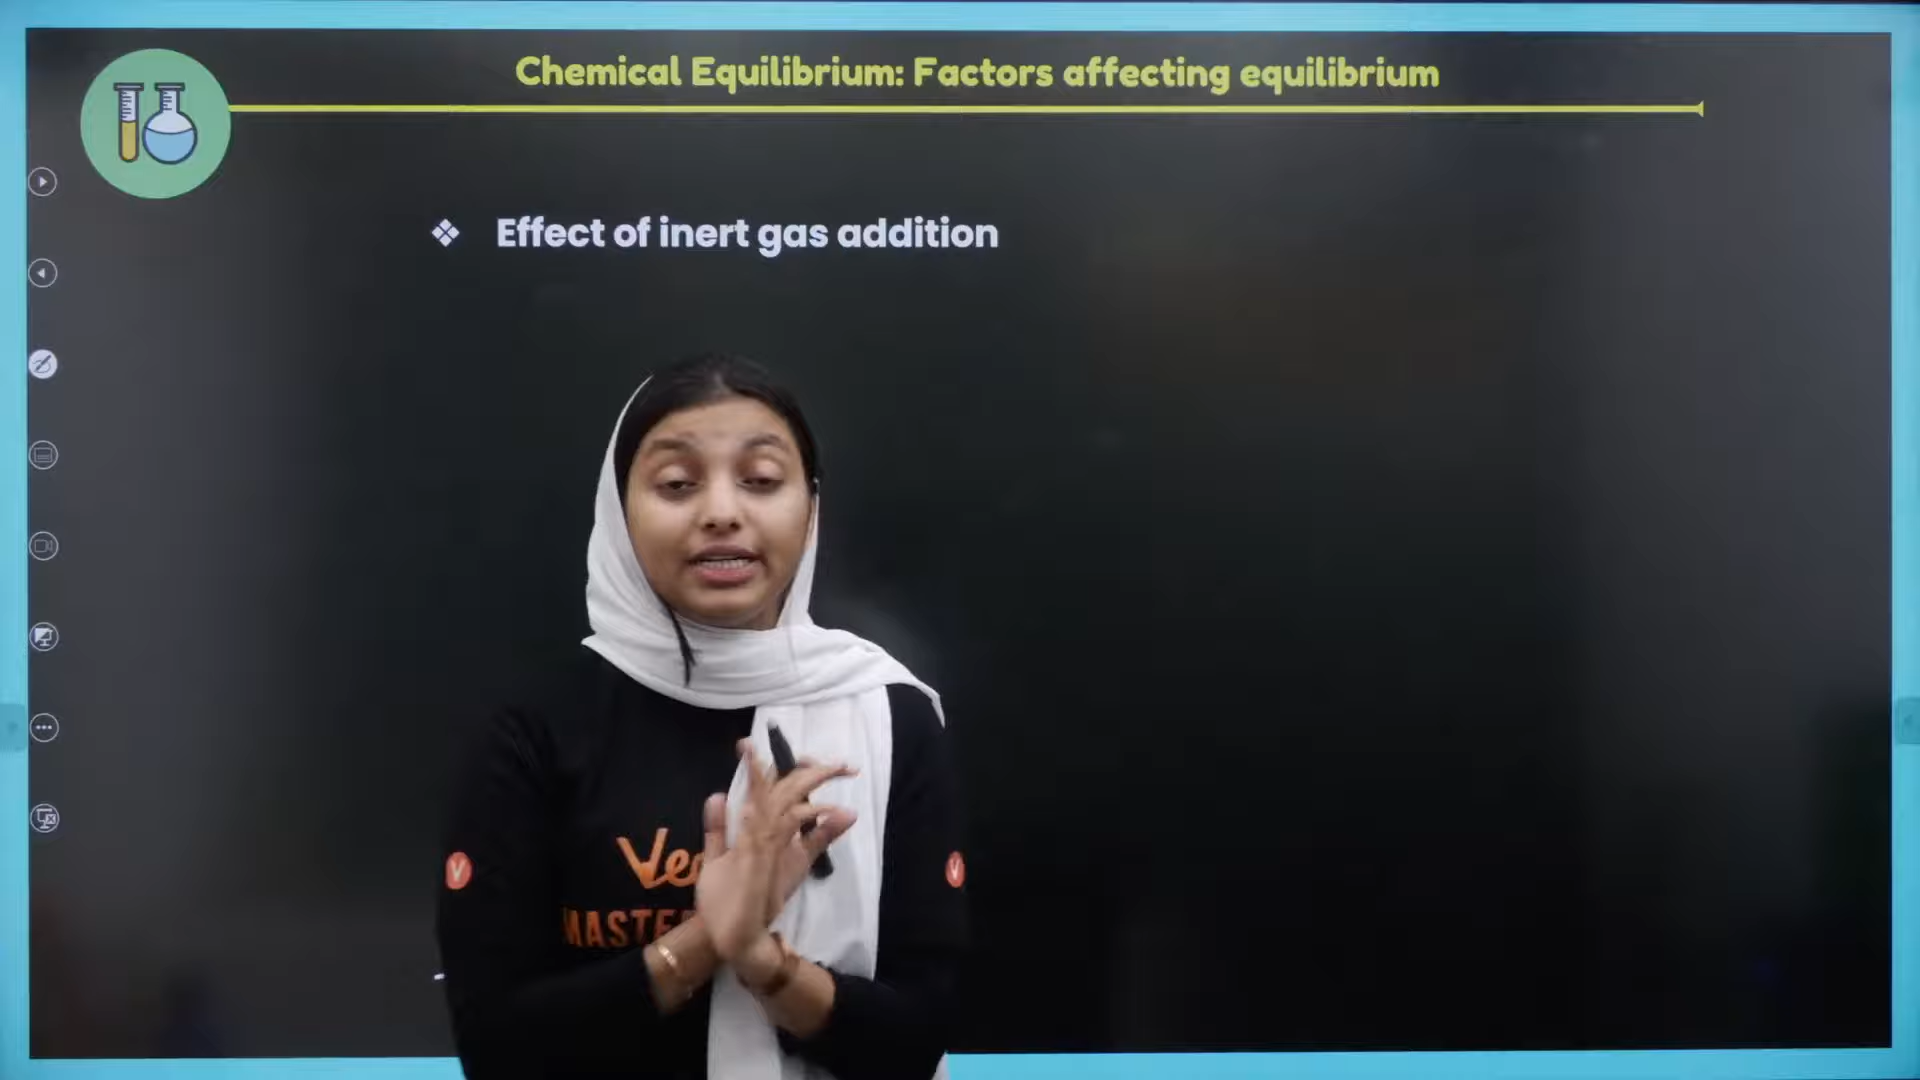 Chemical Equilibrium: Factors affecting equilibrium
Effect of inert gas addition
V
V